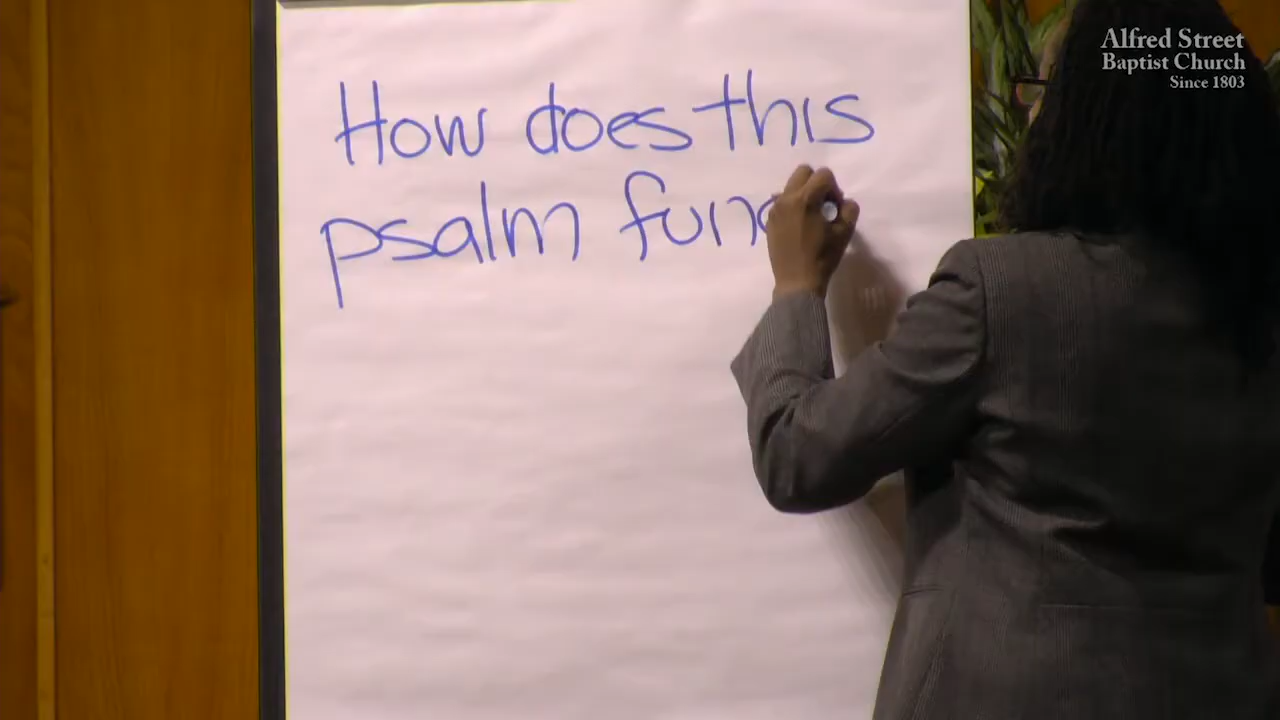 How does this
psalm func
Alfred Street
Baptist Church
Since 1803